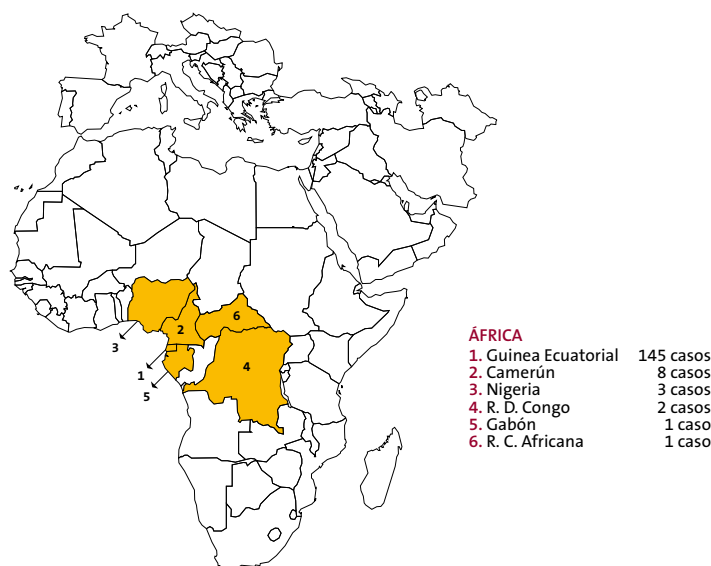 2
6
3
4
1
5
ÁFRICA
1. Guinea Ecuatorial 145 casos
2. Camerún 8 casos
3. Nigeria 3 casos
4. R. D. Congo 2 casos
5. Gabón 1 caso
6. R. C. Africana 1 caso